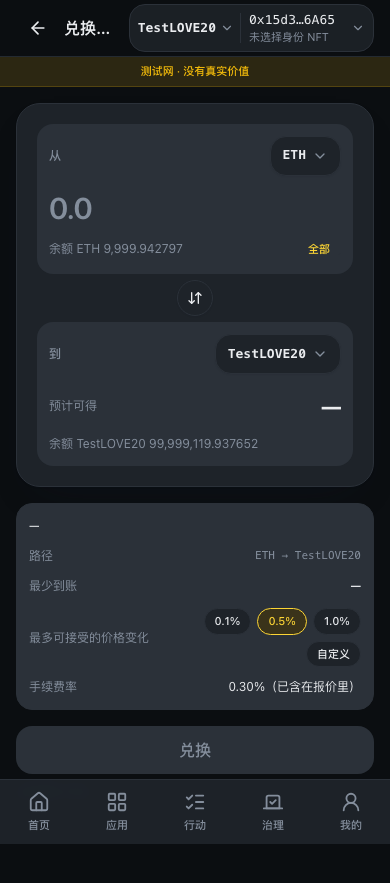 兑换...
TestLOVE20
0x15d3…6A65
未选择身份 NFT
测试网 · 没有真实价值
从
ETH
0.0
余额 ETH 9,999.942797
全部
到
TestLOVE20
预计可得
—
余额 TestLOVE20 99,999,119.937652
—
路径
ETH → TestLOVE20
最少到账
—
0.1%
0.5%
1.0%
最多可接受的价格变化
自定义
手续费率
0.30%（已含在报价里）
兑换
首页
应用
行动
治理
我的